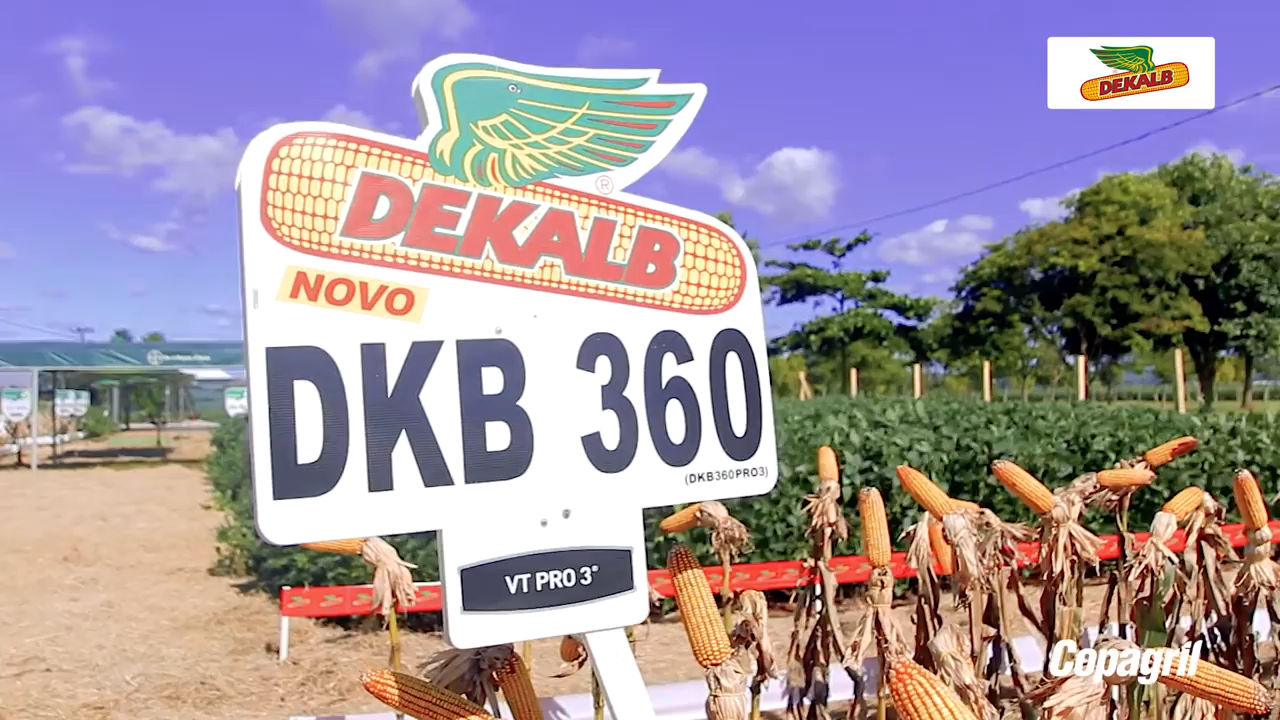 DEKALB
DEKALB
®
NOVO
DKB 360
(DKB360PRO3)
VT PRO 3®
Copagril